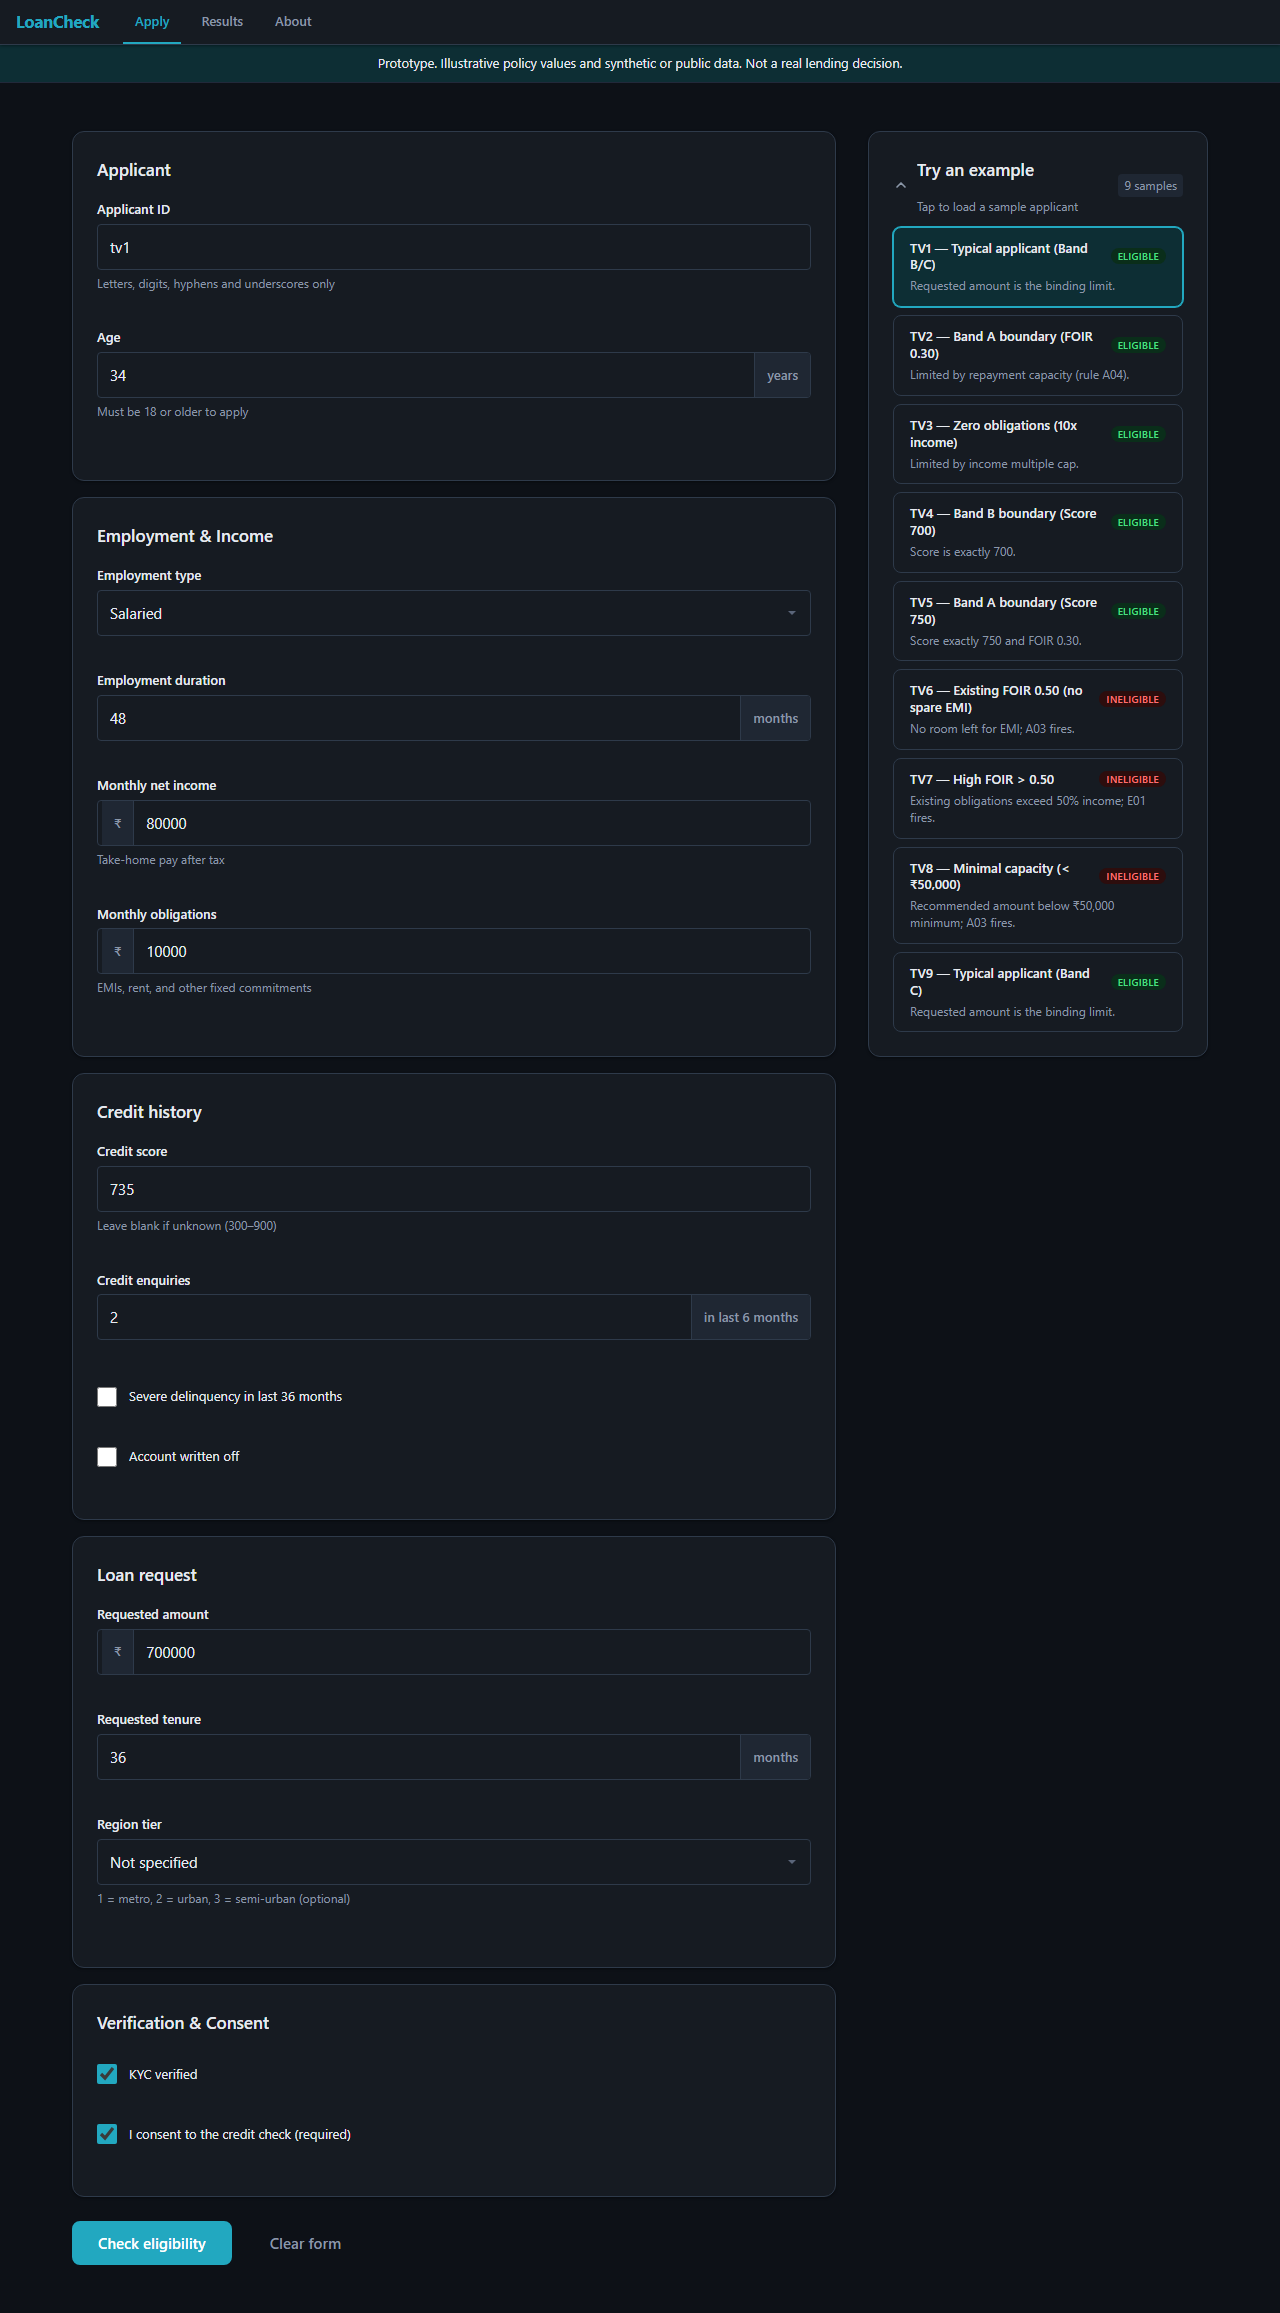 LoanCheck
Apply
Results
About
Prototype. Illustrative policy values and synthetic or public data. Not a real lending decision.
Applicant
Applicant ID
tv1
Letters, digits, hyphens and underscores only
Age
34
years
Must be 18 or older to apply
Employment & Income
Employment type
Salaried
Employment duration
48
months
Monthly net income
₹
80000
Take-home pay after tax
Monthly obligations
₹
10000
EMIs, rent, and other fixed commitments
Credit history
Credit score
735
Leave blank if unknown (300–900)
Credit enquiries
2
in last 6 months
Severe delinquency in last 36 months
Account written off
Loan request
Requested amount
₹
700000
Requested tenure
36
months
Region tier
Not specified
1 = metro, 2 = urban, 3 = semi-urban (optional)
Verification & Consent
KYC verified
I consent to the credit check (required)
Check eligibility
Clear form
Try an example
9 samples
Tap to load a sample applicant
TV1 — Typical applicant (Band
B/C)
ELIGIBLE
Requested amount is the binding limit.
TV2 — Band A boundary (FOIR
0.30)
ELIGIBLE
Limited by repayment capacity (rule A04).
TV3 — Zero obligations (10x
income)
ELIGIBLE
Limited by income multiple cap.
TV4 — Band B boundary (Score
700)
ELIGIBLE
Score is exactly 700.
TV5 — Band A boundary (Score
750)
ELIGIBLE
Score exactly 750 and FOIR 0.30.
TV6 — Existing FOIR 0.50 (no
spare EMI)
INELIGIBLE
No room left for EMI; A03 fires.
TV7 — High FOIR > 0.50
INELIGIBLE
Existing obligations exceed 50% income; E01
fires.
TV8 — Minimal capacity (<
₹50,000)
INELIGIBLE
Recommended amount below ₹50,000
minimum; A03 fires.
TV9 — Typical applicant (Band
C)
ELIGIBLE
Requested amount is the binding limit.